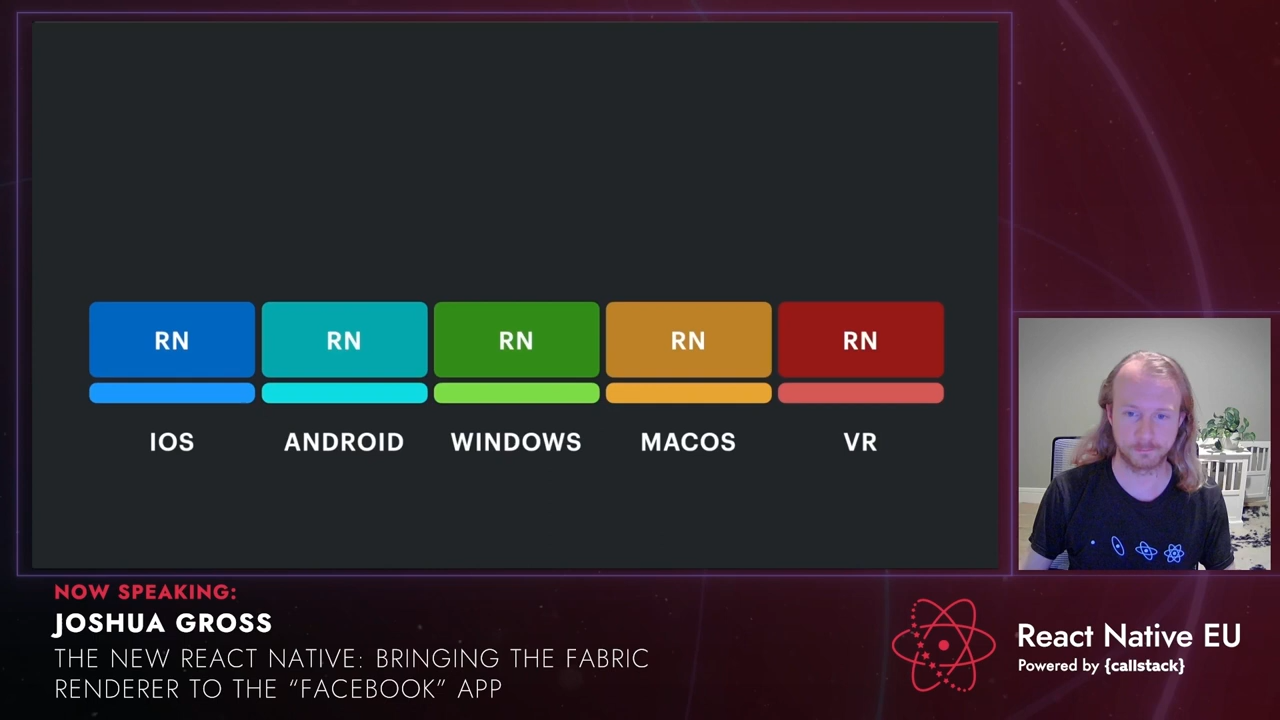 RN RN RN RN RN
IOS ANDROID WINDOWS MACOS VR
NOW SPEAKING:
JOSHUA GROSS
THE NEW REACT NATIVE: BRINGING THE FABRIC
RENDERER TO THE “FACEBOOK” APP
React Native EU
Powered by {callstack}